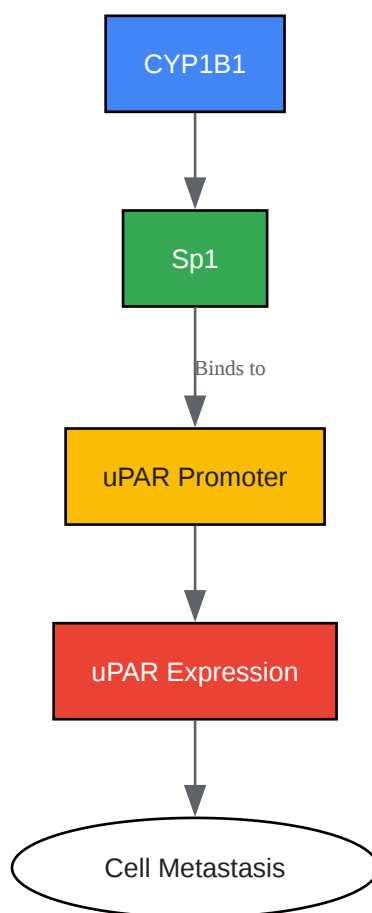 CYP1B1
Sp1
Binds to
uPAR Promoter
uPAR Expression
Cell Metastasis